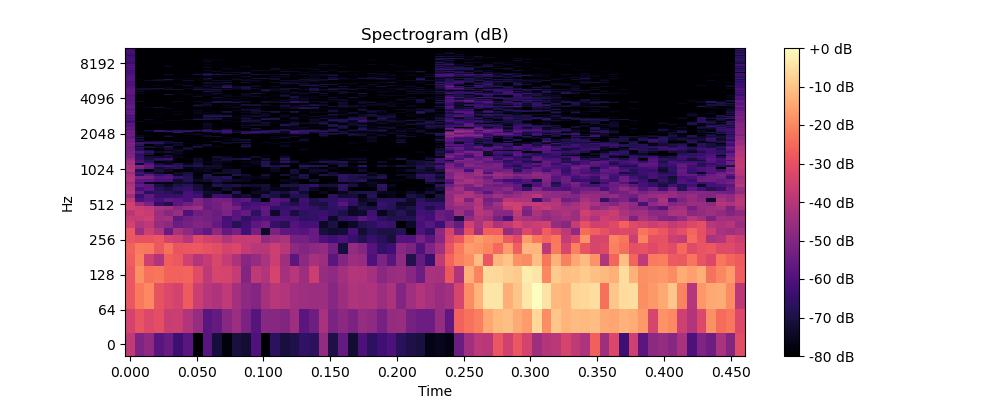 Spectrogram (dB)
Hz
8192
4096
2048
1024
512
256
128
64
0
0.000 0.050 0.100 0.150 0.200 0.250 0.300 0.350 0.400 0.450
Time
+0 dB
-10 dB
-20 dB
-30 dB
-40 dB
-50 dB
-60 dB
-70 dB
-80 dB